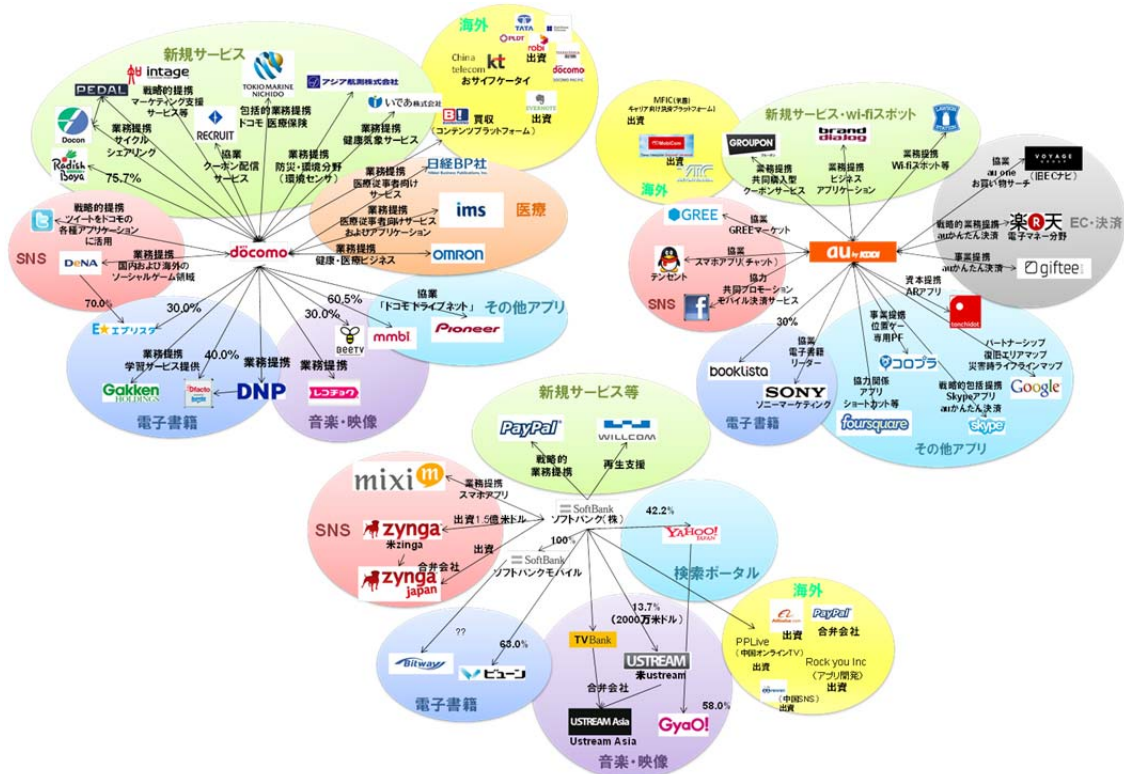 新規サービス
intage
戦略的提携
マーケティング支援
サービス等
PEDAL
Docon
Radish
Boya
75.7%
業務提携
サイクル
シェアリング
RECRUIT
協業
クーポン配信
サービス
TOKIO MARINE
NICHIDO
包括的業務提携
ドコモ 医療保険
アジア航測株式会社
業務提携
防災・環境分野
(環境センサ)
いであ株式会社
業務提携
健康気象サービス
海外
TATA
PLDT
robi
出資
docomo
China
telecom
kt
おサイフケータイ
B!
買収
(コンテンツプラットフォーム)
EVERNOTE
出資
日経BP社
業務提携
医療従事者向け
サービス
業務提携
医療従事者向けサービス
およびアプリケーション
ims
医療
業務提携
健康・医療ビジネス
OMRON
SNS
戦略的提携
ツイートをドコモの
各種アプリケーション
に活用
DeNA
業務提携
国内および海外の
ソーシャルゲーム領域
döcomo
70.0%
30.0%
E★エブリスタ
業務提携
学習サービス提供
Gakken
HOLDINGS
40.0%
Dfacto
業務提携
DNP
電子書籍
60.5%
30.0%
BeeTV
業務提携
レコチョク
音楽・映像
mmbi
協業
「ドコモ ドライブネット」
その他アプリ
Pioneer
MFIC(米国)
キャリア向け決済プラットフォーム)
出資
MobiCom
出資
海外
新規サービス・wi-fiスポット
GROUPON
業務提携
共同購入型
クーポンサービス
brand
dialog
業務提携
ビジネス
アプリケーション
LAWSON
STATION
業務提携
Wi-fiスポット等
VOYAGE
GROUP
(旧ECナビ)
協業
au one
お買い物サーチ
楽R天
電子マネー分野
戦略的業務提携
auかんたん決済
EC・決済
giftee
事業提携
auかんたん決済
GREE
協業
GREEマーケット
テンセント
協業
スマホアプリ(チャット)
SNS
協力
共同プロモーション
モバイル決済サービス
au by KDDI
資本提携
ARアプリ
tonchidot
30%
booklista
協業
電子書籍
リーダー
SONY
ソニーマーケティング
電子書籍
事業提携
位置ゲー
専用PF
コロプラ
協力関係
アプリ
ショートカット等
foursquare
パートナーシップ
復旧エリアマップ
災害時ライフラインマップ
Google
戦略的包括提携
Skypeアプリ
auかんたん決済
skype
その他アプリ
新規サービス等
PayPal
戦略的
業務提携
WILLCOM
再生支援
mixi
業務提携
スマホアプリ
SNS
zynga
米zinga
出資1.5億米ドル
出資
合弁会社
zynga
japan
SoftBank
ソフトバンク(株)
100%
SoftBank
ソフトバンクモバイル
42.2%
YAHOO!
JAPAN
検索ポータル
??
Bitway
63.0%
ビューン
電子書籍
TVBank
13.7%
(2000万米ドル)
USTREAM
米ustream
合弁会社
USTREAM Asia
Ustream Asia
58.0%
GyaO!
音楽・映像
海外
Alibaba.com
出資
PayPal
合弁会社
PPLive
(中国オンラインTV)
出資
Rock you Inc
(アプリ開発)
出資
(中国SNS)
出資